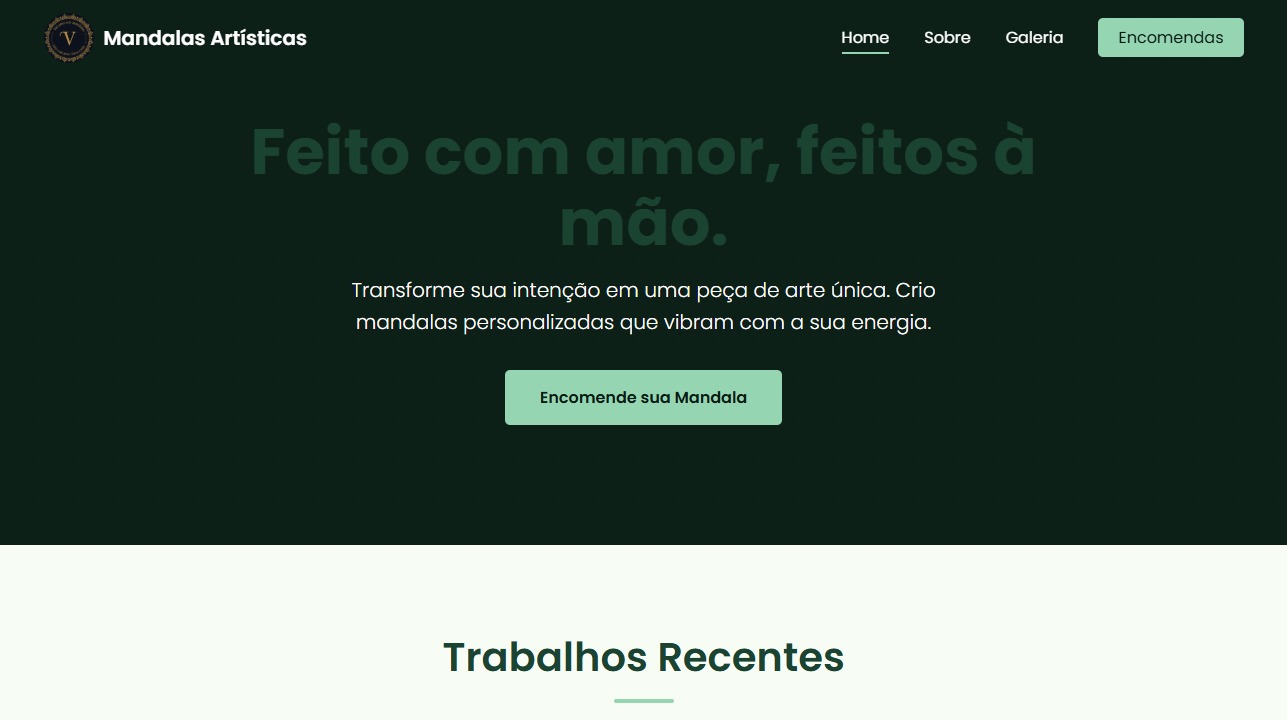 V
Mandalas Artísticas
Home
Sobre
Galeria
Encomendas
Feito com amor, feitos à
mão.
Transforme sua intenção em uma peça de arte única. Crio
mandalas personalizadas que vibram com a sua energia.
Encomende sua Mandala
Trabalhos Recentes